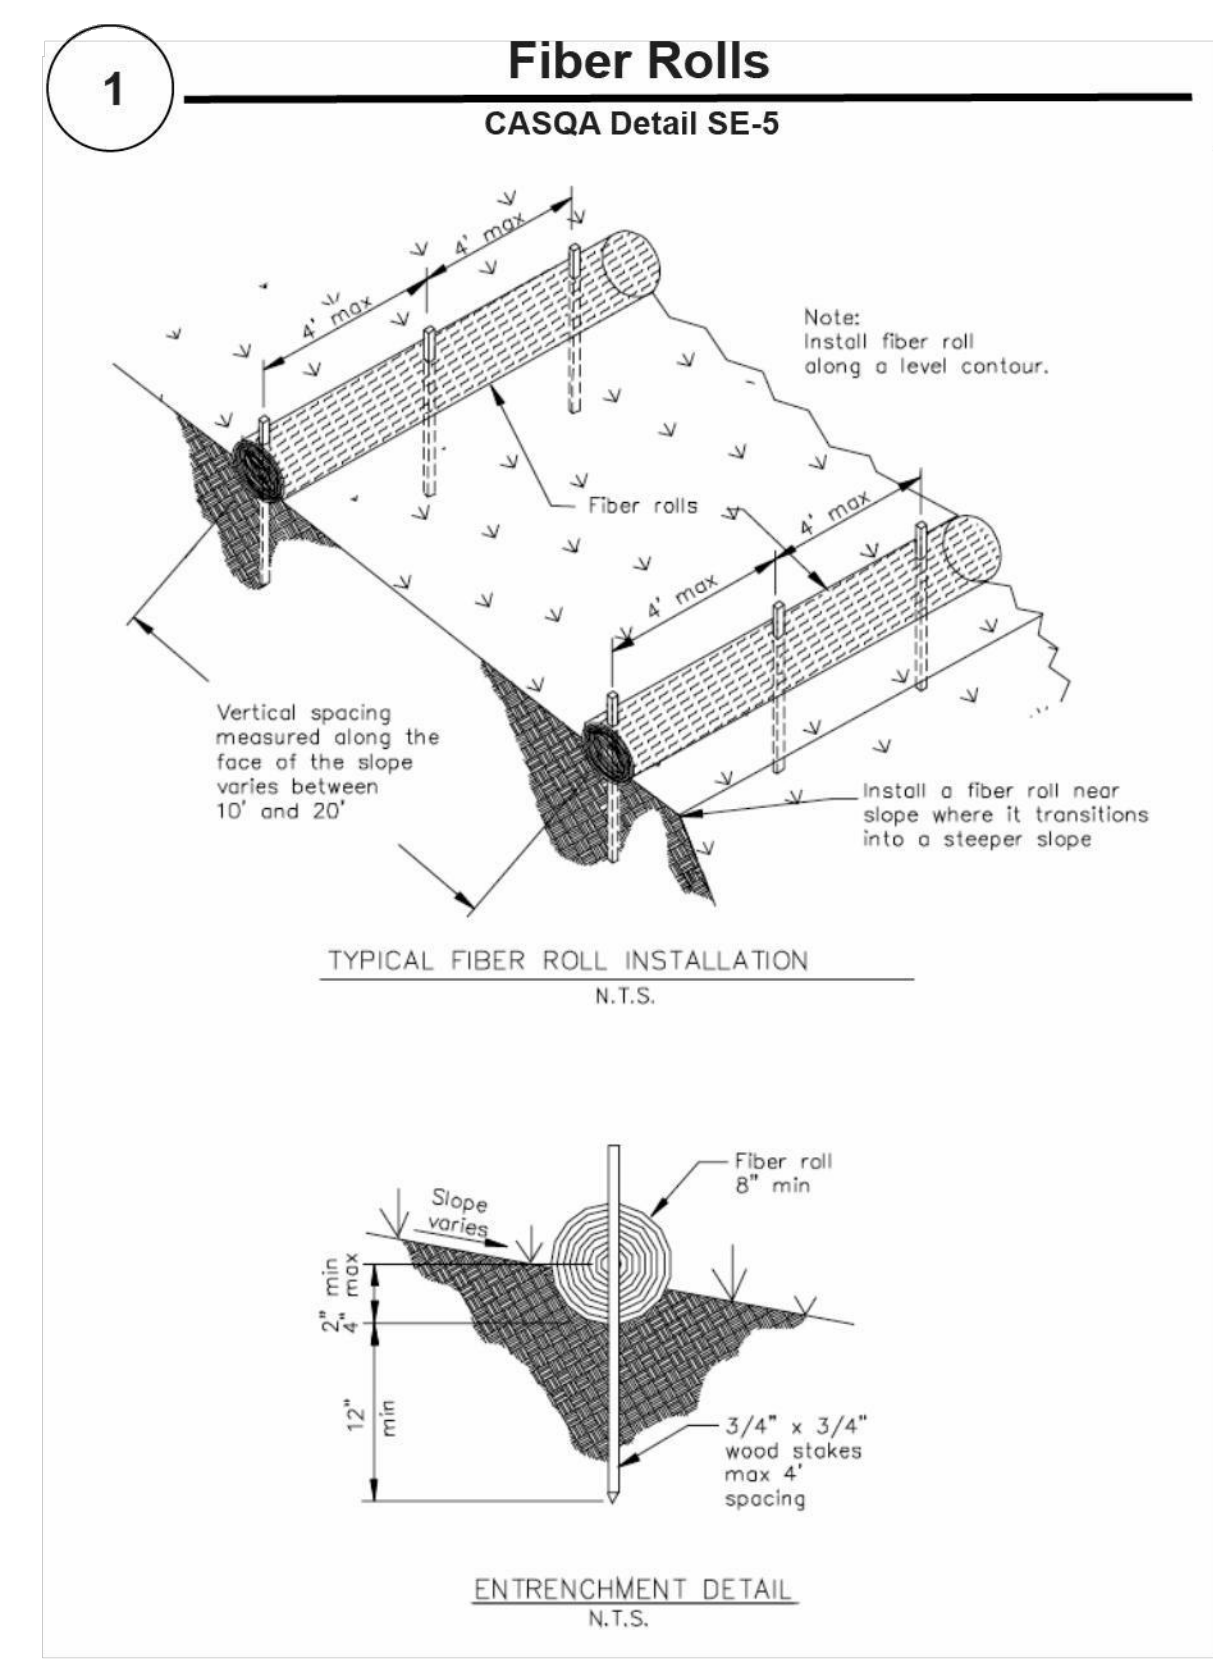 1
Fiber Rolls
CASQA Detail SE-5
4' max
4' max
Note:
Install fiber roll
along a level contour.
Fiber rolls
4' max
4' max
Vertical spacing
measured along the
face of the slope
varies between
10' and 20'
Install a fiber roll near
slope where it transitions
into a steeper slope
TYPICAL FIBER ROLL INSTALLATION
N.T.S.
Fiber roll
8" min
Slope
varies
2" min
4" max
12"
min
3/4" x 3/4"
wood stakes
max 4'
spacing
ENTRENCHMENT DETAIL
N.T.S.